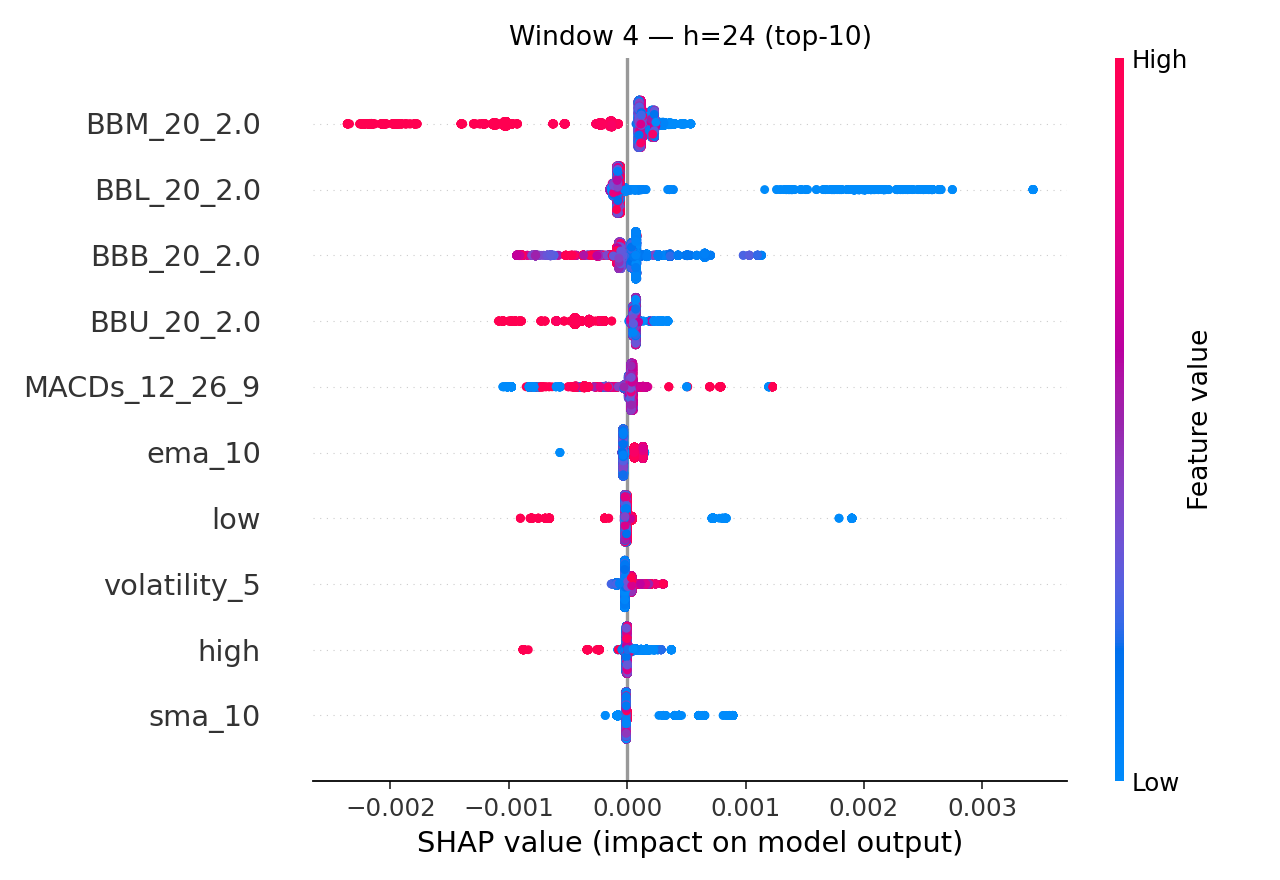 Window 4 — h=24 (top-10)
High
BBM_20_2.0
BBL_20_2.0
BBB_20_2.0
BBU_20_2.0
MACDs_12_26_9
ema_10
low
volatility_5
high
sma_10
Feature value
Low
−0.002 −0.001 0.000 0.001 0.002 0.003
SHAP value (impact on model output)